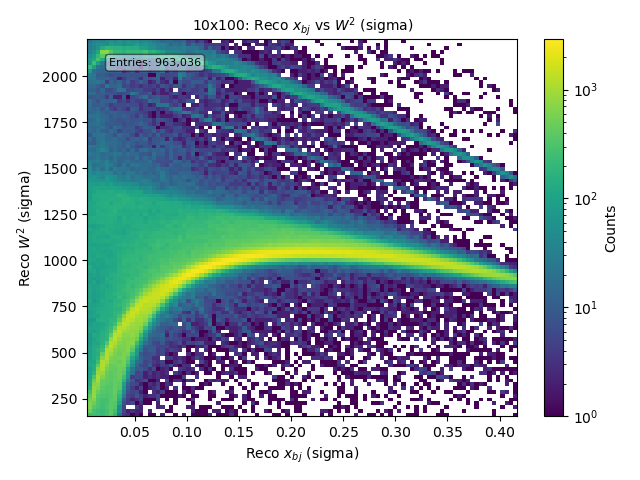 10x100: Reco $x_{bj}$ vs $W^2$ (sigma)
Entries: 963,036
Reco $W^2$ (sigma)
2000
1750
1500
1250
1000
750
500
250
0.05 0.10 0.15 0.20 0.25 0.30 0.35 0.40
Reco $x_{bj}$ (sigma)
10³
10²
10¹
10⁰
Counts